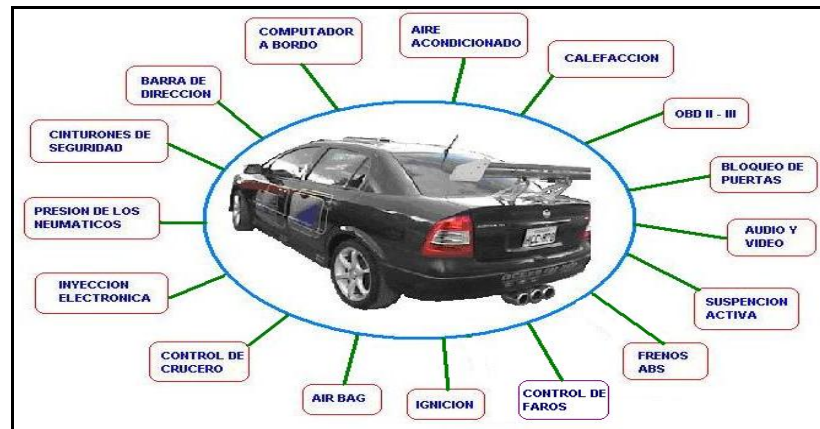 COMPUTADOR
A BORDO
AIRE
ACONDICIONADO
CALEFACCION
OBD II - III
BLOQUEO DE
PUERTAS
AUDIO Y
VIDEO
SUSPENCION
ACTIVA
FRENOS
ABS
CONTROL DE
FAROS
IGNICION
AIR BAG
CONTROL DE
CRUCERO
INYECCION
ELECTRONICA
PRESION DE LOS
NEUMATICOS
CINTURONES DE
SEGURIDAD
BARRA DE
DIRECCION